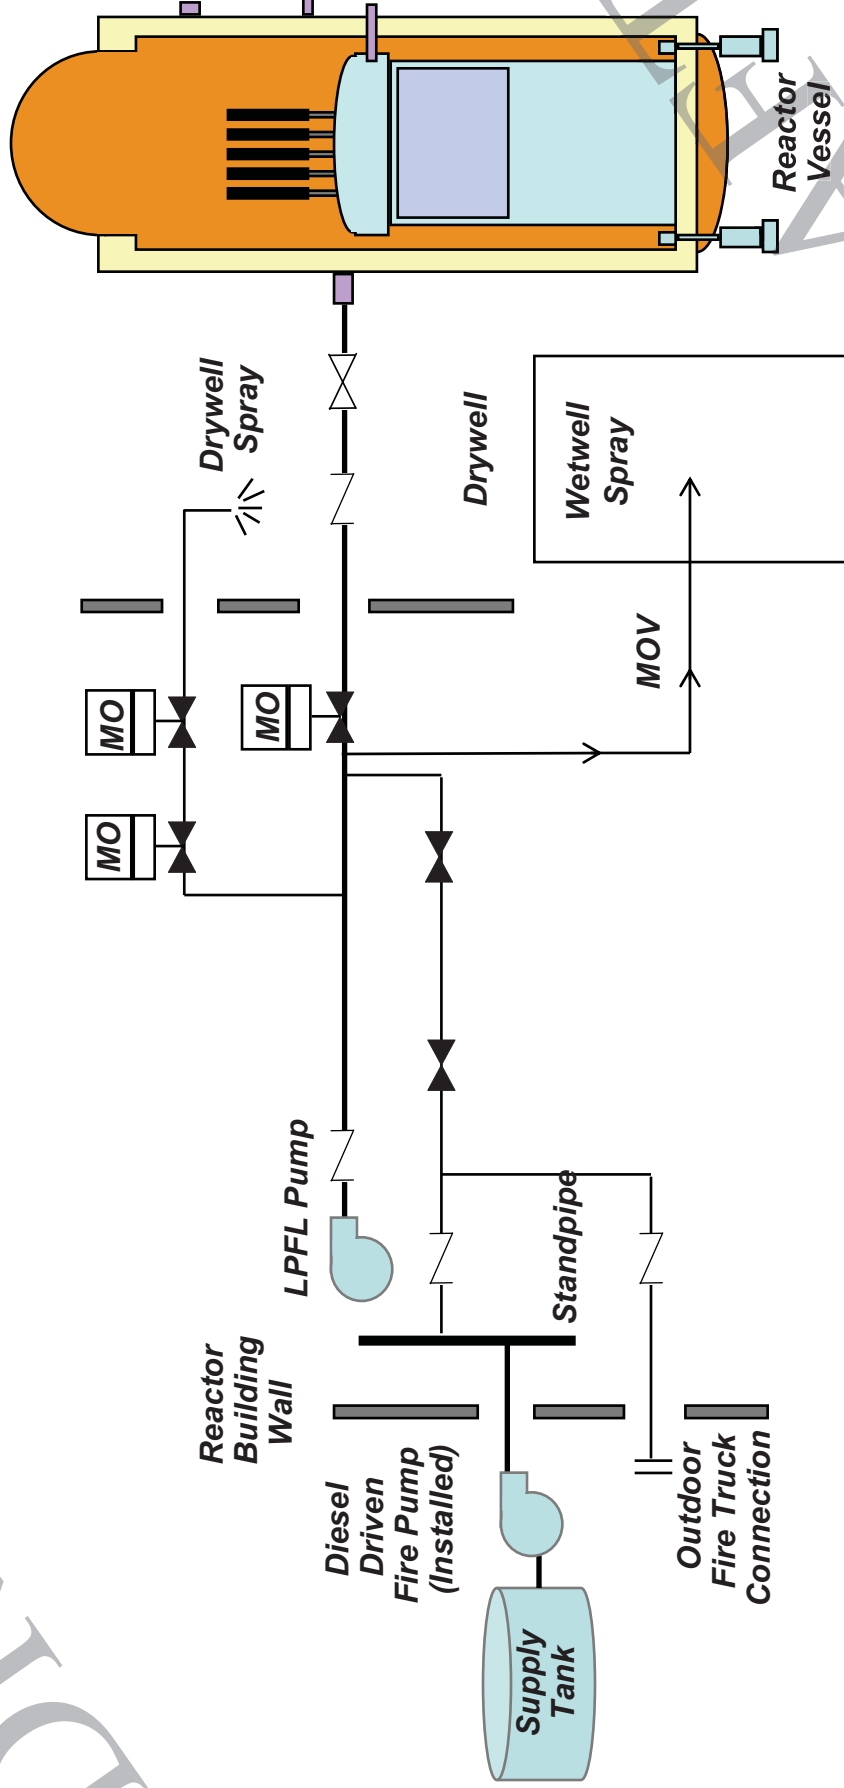 Reactor
Building
Wall
Diesel
Driven
Fire Pump
(Installed)
Supply
Tank
Outdoor
Fire Truck
Connection
LPFL Pump
Standpipe
MO
MO
MO
MOV
Drywell
Spray
Drywell
Wetwell
Spray
Reactor
Vessel